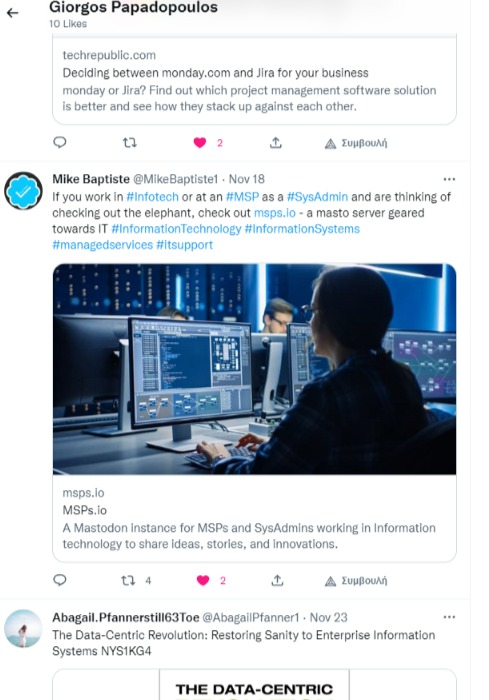 Giorgos Papadopoulos
10 Likes
techrepublic.com
Deciding between monday.com and Jira for your business
monday or Jira? Find out which project management software solution
is better and see how they stack up against each other.
2
Συμβουλή
Mike Baptiste @MikeBaptiste1 · Nov 18
If you work in #Infotech or at an #MSP as a #SysAdmin and are thinking of
checking out the elephant, check out msps.io - a masto server geared
towards IT #InformationTechnology #InformationSystems
#managedservices #itsupport
msps.io
MSPs.io
A Mastodon instance for MSPs and SysAdmins working in Information
technology to share ideas, stories, and innovations.
4 2
Συμβουλή
Abagail.Pfannerstill63Toe @AbagailPfanner1 · Nov 23
The Data-Centric Revolution: Restoring Sanity to Enterprise Information
Systems NYS1KG4
THE DATA-CENTRIC